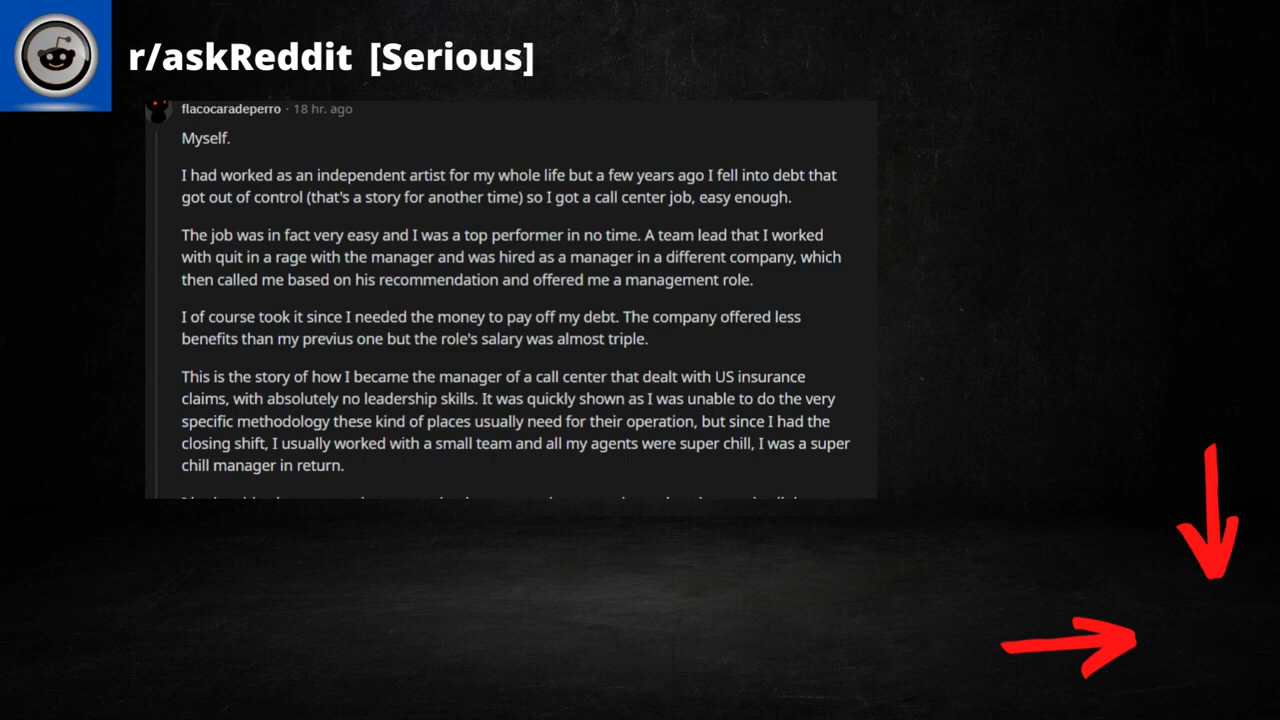 r/askReddit [Serious]
flacocaradeperro · 18 hr. ago
Myself.
I had worked as an independent artist for my whole life but a few years ago I fell into debt that
got out of control (that's a story for another time) so I got a call center job, easy enough.
The job was in fact very easy and I was a top performer in no time. A team lead that I worked
with quit in a rage with the manager and was hired as a manager in a different company, which
then called me based on his recommendation and offered me a management role.
I of course took it since I needed the money to pay off my debt. The company offered less
benefits than my previus one but the role's salary was almost triple.
This is the story of how I became the manager of a call center that dealt with US insurance
claims, with absolutely no leadership skills. It was quickly shown as I was unable to do the very
specific methodology these kind of places usually need for their operation, but since I had the
closing shift, I usually worked with a small team and all my agents were super chill, I was a super
chill manager in return.